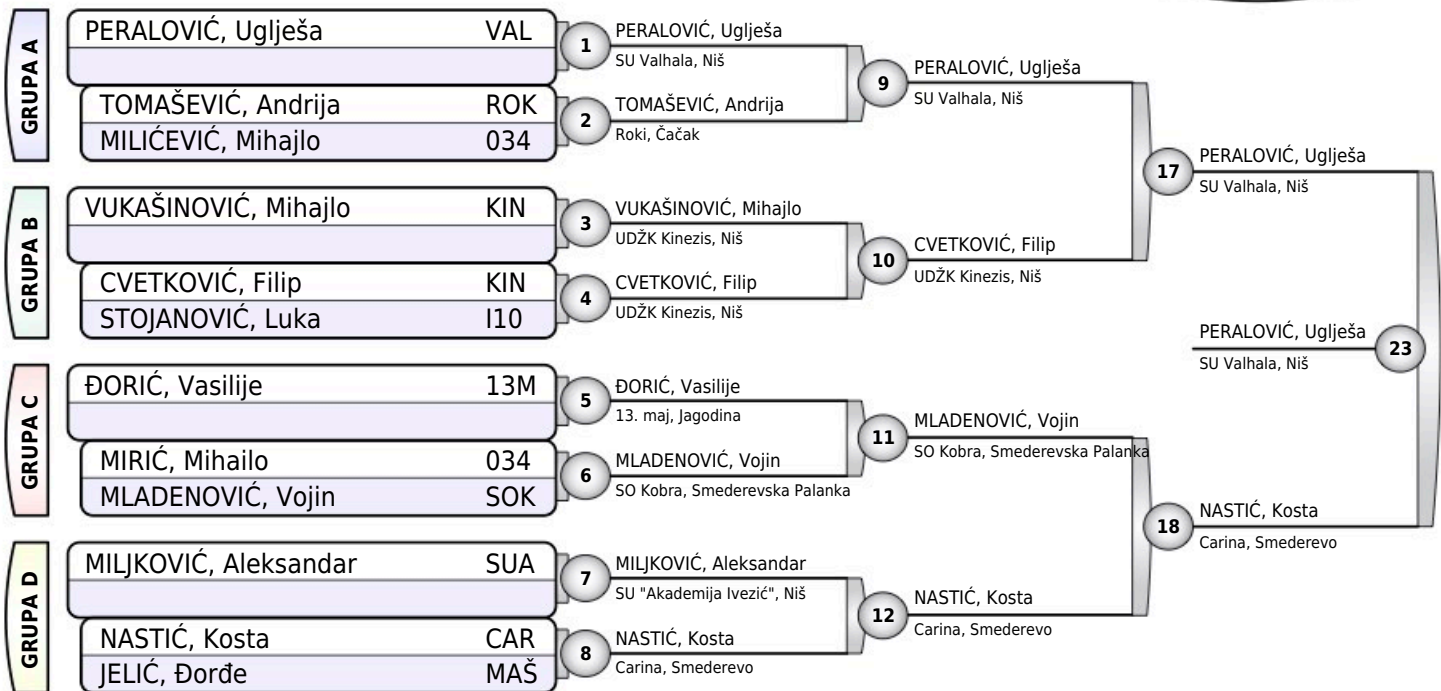 GRUPA A
PERALOVIĆ, Uglješa VAL
TOMAŠEVIĆ, Andrija ROK
MILIĆEVIĆ, Mihajlo 034
GRUPA B
VUKAŠINOVIĆ, Mihajlo KIN
CVETKOVIĆ, Filip KIN
STOJANOVIĆ, Luka I10
GRUPA C
ĐORIĆ, Vasilije 13M
MIRIĆ, Mihailo 034
MLADENOVIĆ, Vojin SOK
GRUPA D
MILJKOVIĆ, Aleksandar SUA
NASTIĆ, Kosta CAR
JELIĆ, Đorđe MAŠ
1
PERALOVIĆ, Uglješa
SU Valhala, Niš
2
TOMAŠEVIĆ, Andrija
Roki, Čačak
3
VUKAŠINOVIĆ, Mihajlo
UDŽK Kinezis, Niš
4
CVETKOVIĆ, Filip
UDŽK Kinezis, Niš
5
ĐORIĆ, Vasilije
13. maj, Jagodina
6
MLADENOVIĆ, Vojin
SO Kobra, Smederevska Palanka
7
MILJKOVIĆ, Aleksandar
SU "Akademija Ivezić", Niš
8
NASTIĆ, Kosta
Carina, Smederevo
9
PERALOVIĆ, Uglješa
SU Valhala, Niš
10
CVETKOVIĆ, Filip
UDŽK Kinezis, Niš
11
MLADENOVIĆ, Vojin
SO Kobra, Smederevska Palanka
12
NASTIĆ, Kosta
Carina, Smederevo
17
PERALOVIĆ, Uglješa
SU Valhala, Niš
18
NASTIĆ, Kosta
Carina, Smederevo
PERALOVIĆ, Uglješa
SU Valhala, Niš
23